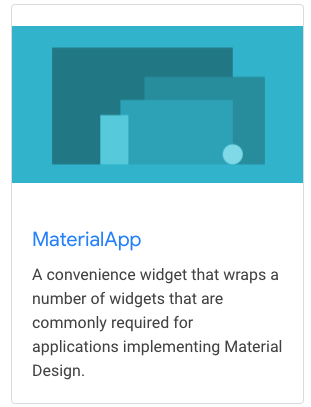 MaterialApp
A convenience widget that wraps a
number of widgets that are
commonly required for
applications implementing Material
Design.